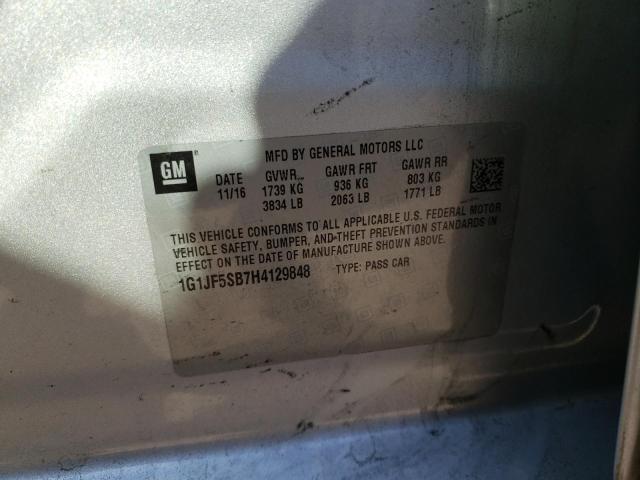 GM ®
MFD BY GENERAL MOTORS LLC
DATE GVWR GAWR FRT GAWR RR
11/16 1739 KG 936 KG 803 KG
3834 LB 2063 LB 1771 LB
THIS VEHICLE CONFORMS TO ALL APPLICABLE U.S. FEDERAL MOTOR
VEHICLE SAFETY, BUMPER, AND THEFT PREVENTION STANDARDS IN
EFFECT ON THE DATE OF MANUFACTURE SHOWN ABOVE.
1G1JF5SB7H4129848 TYPE: PASS CAR